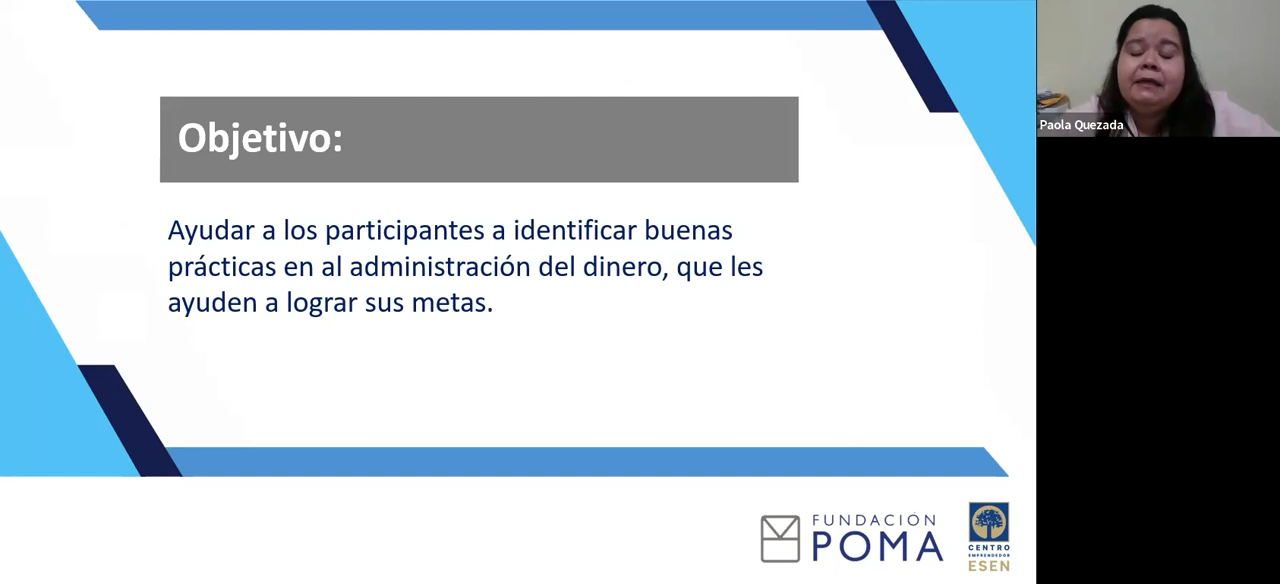 Objetivo:
Ayudar a los participantes a identificar buenas
prácticas en al administración del dinero, que les
ayuden a lograr sus metas.
Paola Quezada
FUNDACIÓN
POMA
CENTRO
EMPRENDEDOR
ESEN